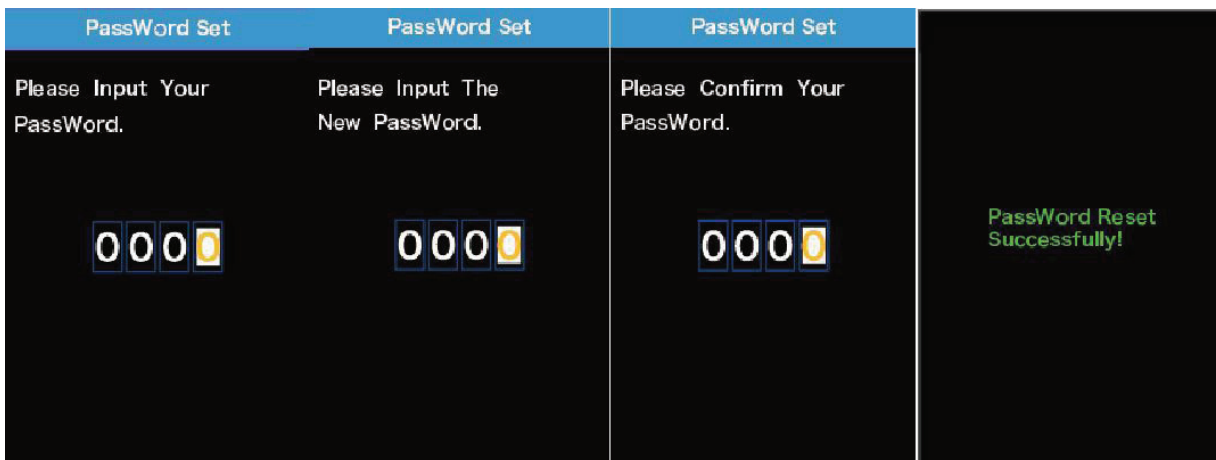 PassWord Set
Please Input Your
PassWord.
0000
PassWord Set
Please Input The
New PassWord.
0000
PassWord Set
Please Confirm Your
PassWord.
0000
PassWord Reset
Successfully!